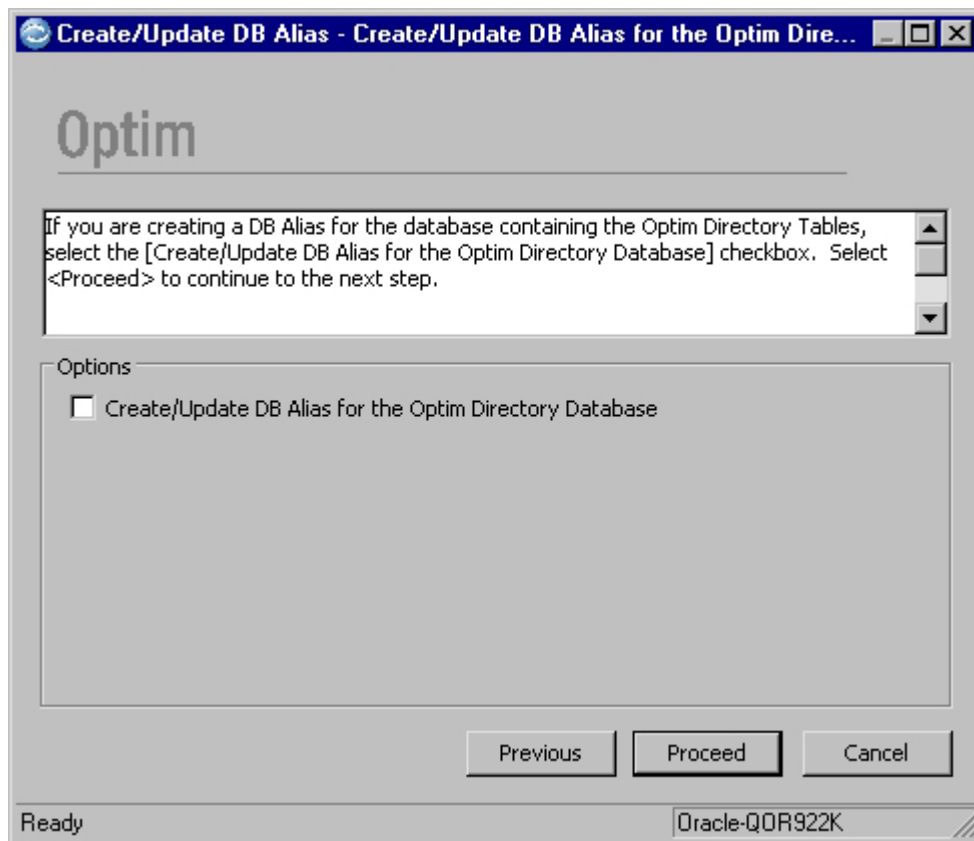 Create/Update DB Alias - Create/Update DB Alias for the Optim Dire...
Optim
If you are creating a DB Alias for the database containing the Optim Directory Tables,
select the [Create/Update DB Alias for the Optim Directory Database] checkbox.  Select
<Proceed> to continue to the next step.
Options
Create/Update DB Alias for the Optim Directory Database
Previous
Proceed
Cancel
Ready
Oracle-QOR922K